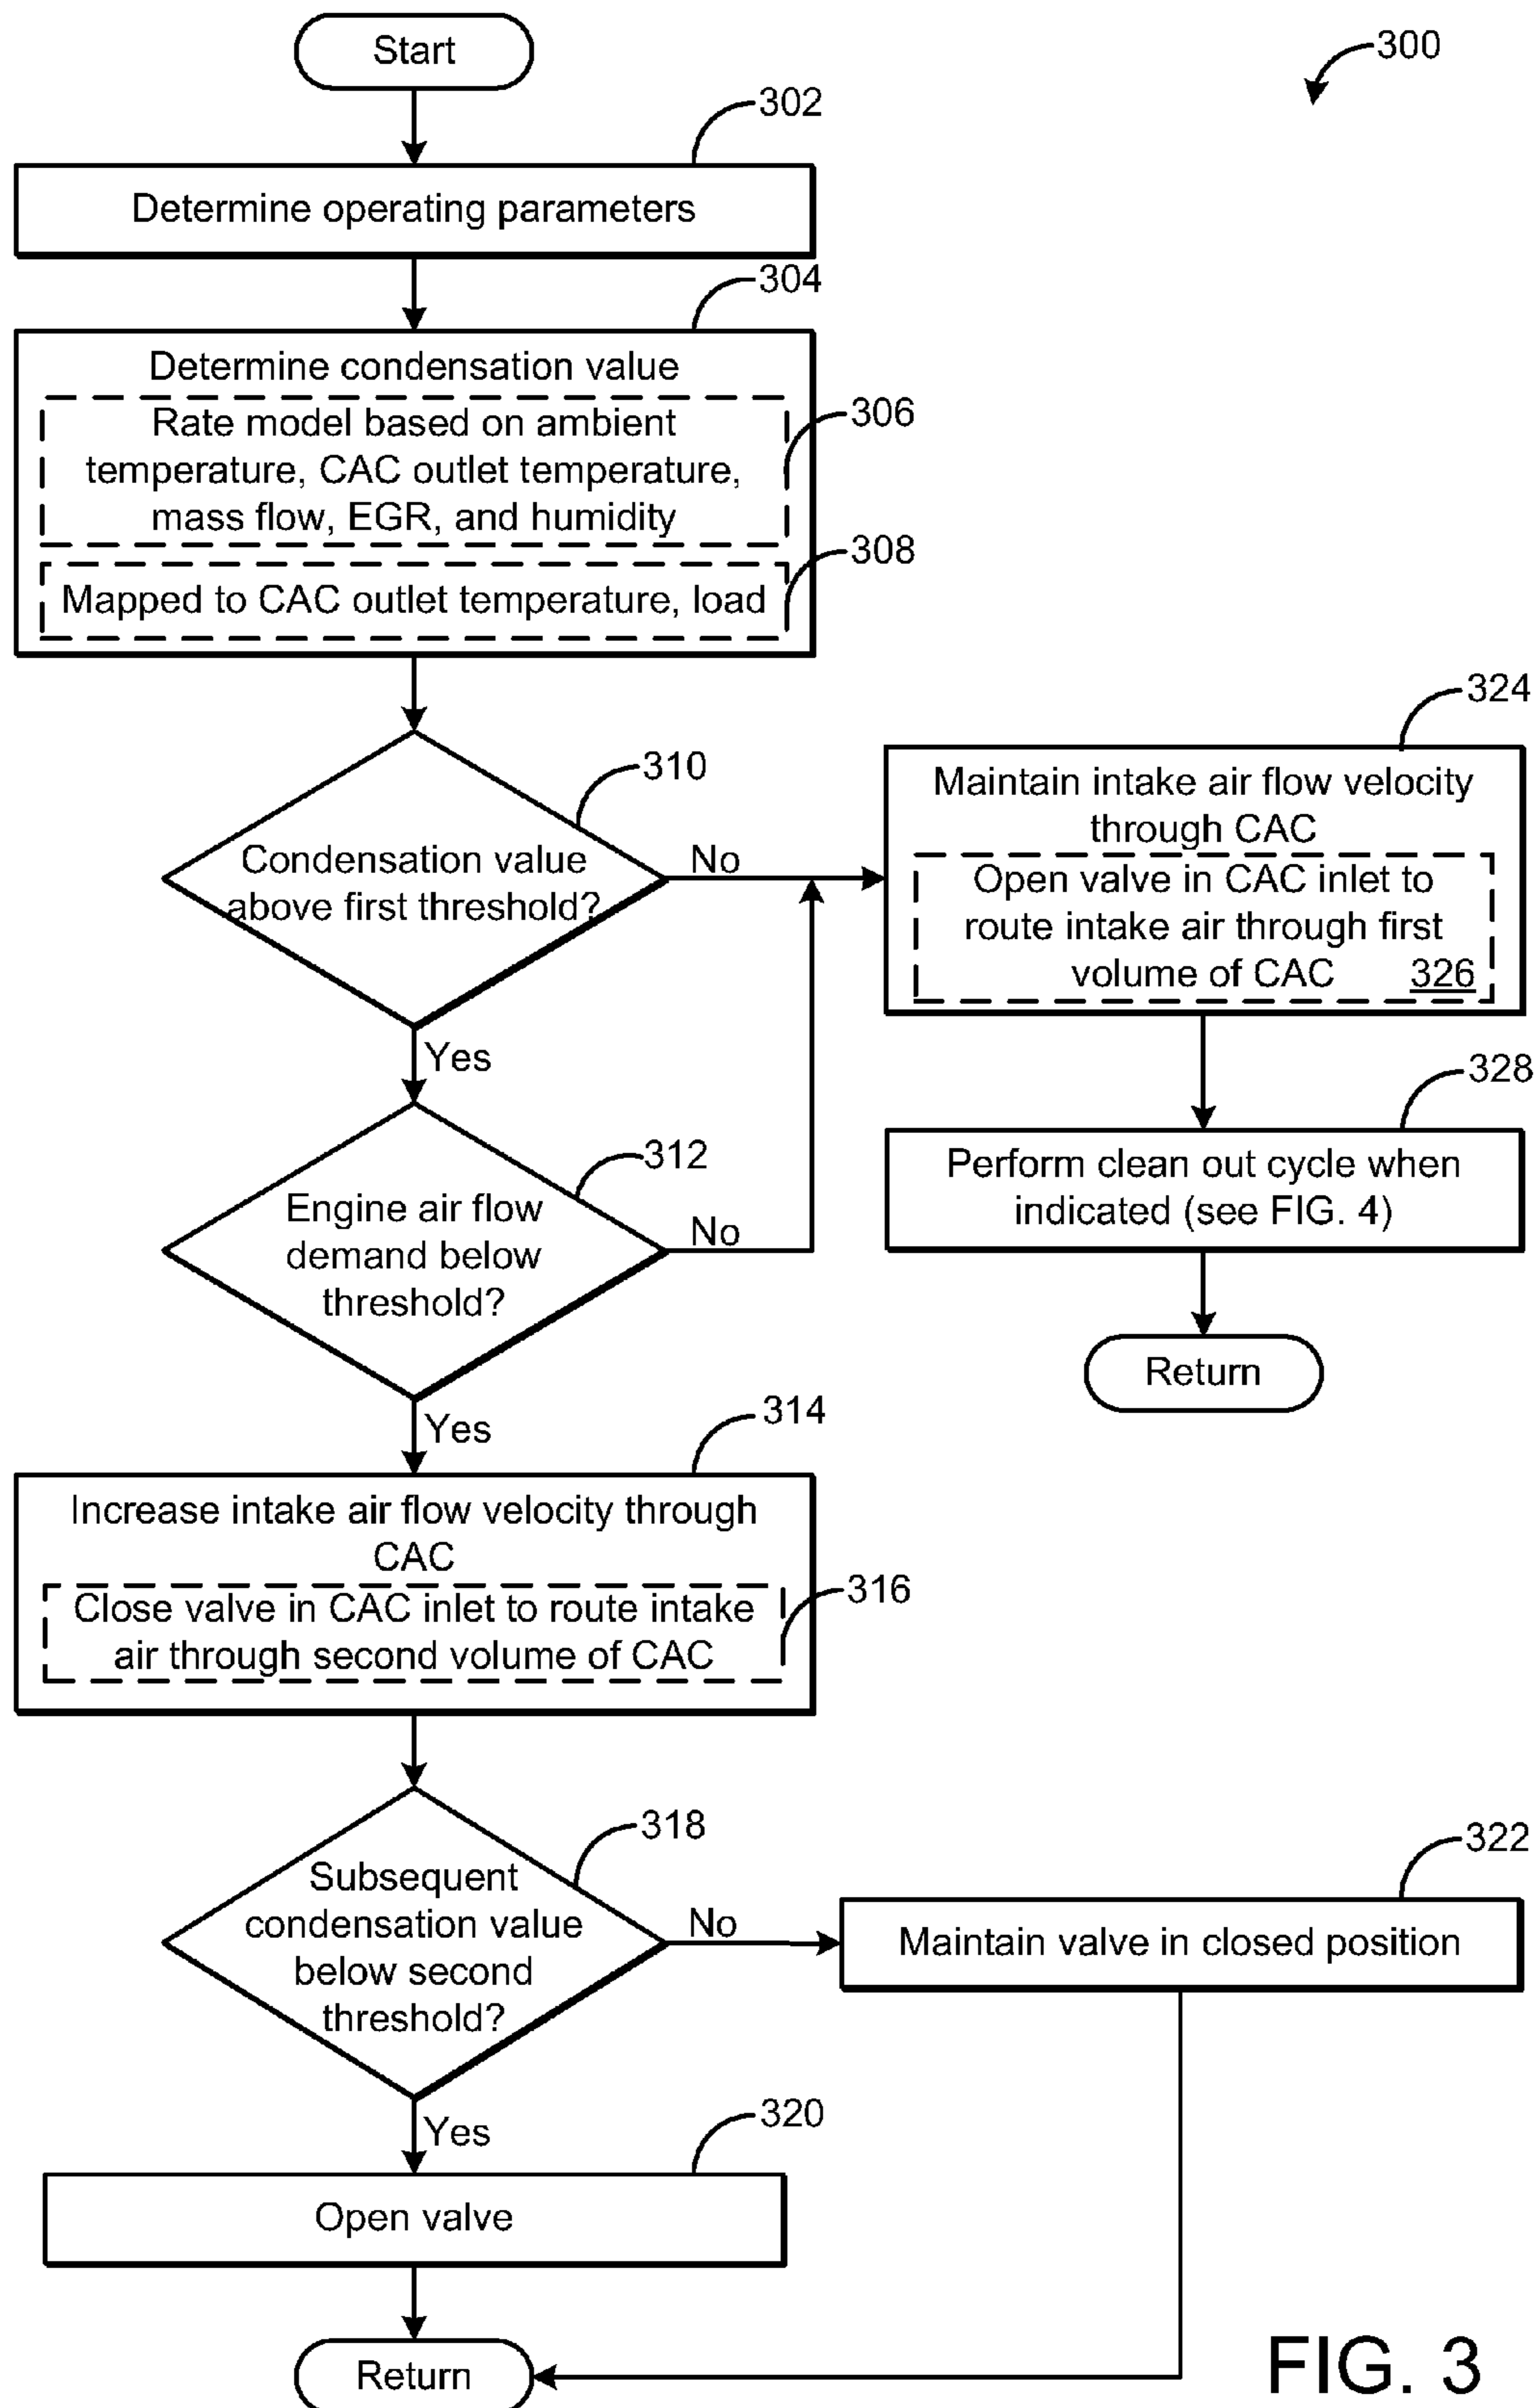 Start
300
302
Determine operating parameters
304
Determine condensation value
Rate model based on ambient
temperature, CAC outlet temperature,
mass flow, EGR, and humidity
306
Mapped to CAC outlet temperature, load
308
310
Condensation value
above first threshold?
No
Yes
324
Maintain intake air flow velocity
through CAC
Open valve in CAC inlet to
route intake air through first
volume of CAC 326
328
Perform clean out cycle when
indicated (see FIG. 4)
Return
312
Engine air flow
demand below
threshold?
No
Yes
314
Increase intake air flow velocity through
CAC
Close valve in CAC inlet to route intake
air through second volume of CAC
316
318
Subsequent
condensation value
below second
threshold?
No
Yes
322
Maintain valve in closed position
320
Open valve
Return
FIG. 3